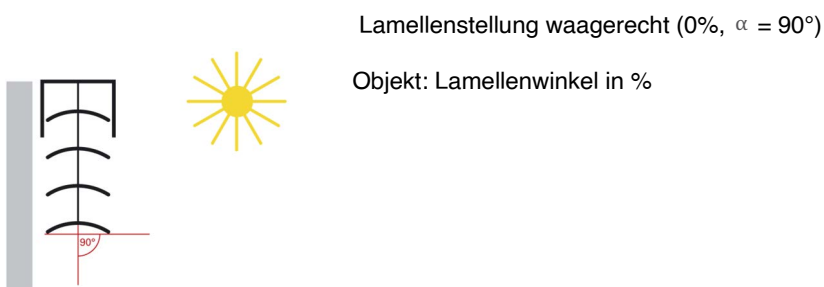 Lamellenstellung waagerecht (0%, α = 90°)
Objekt: Lamellenwinkel in %
90°